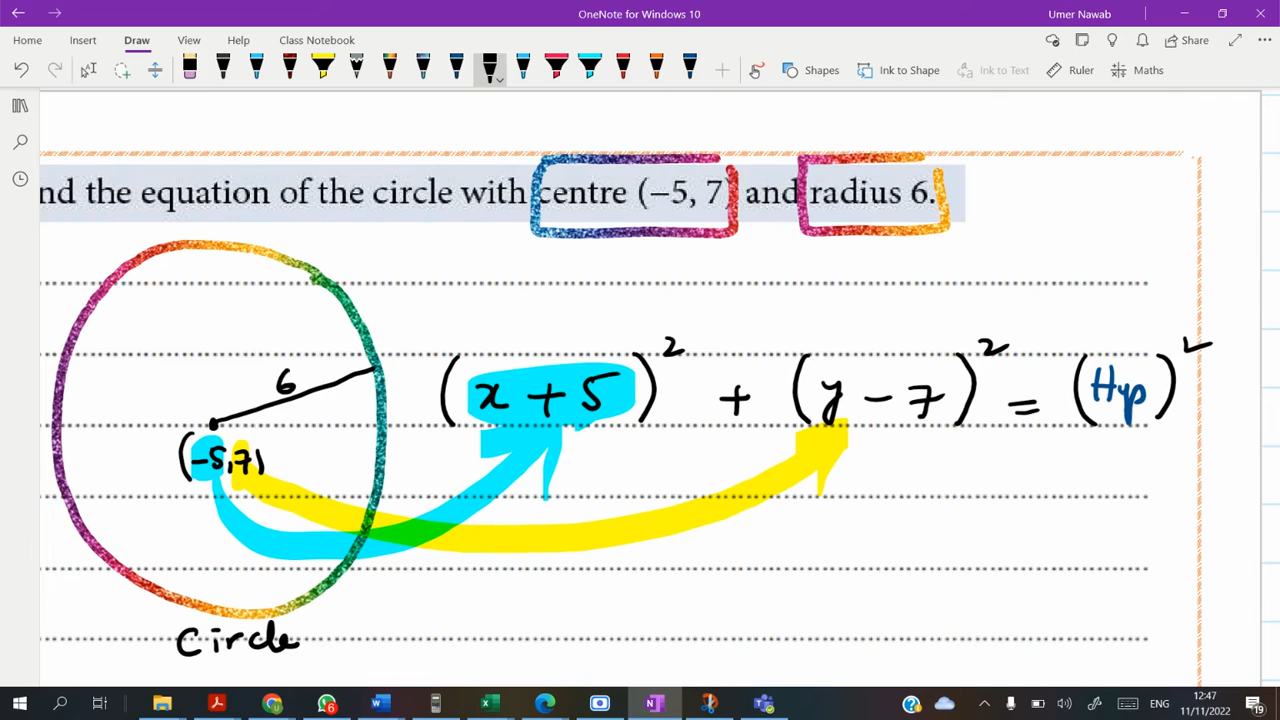 OneNote for Windows 10
Umer Nawab
Home Insert Draw View Help Class Notebook
Share
Shapes Ink to Shape Ink to Text Ruler Maths
nd the equation of the circle with centre (−5, 7) and radius 6.
6
(x + 5)² + (y − 7)² = (Hyp)²
(−5,7)
Circle
6
W
X
N
T
ENG
12:47
11/11/2022
19